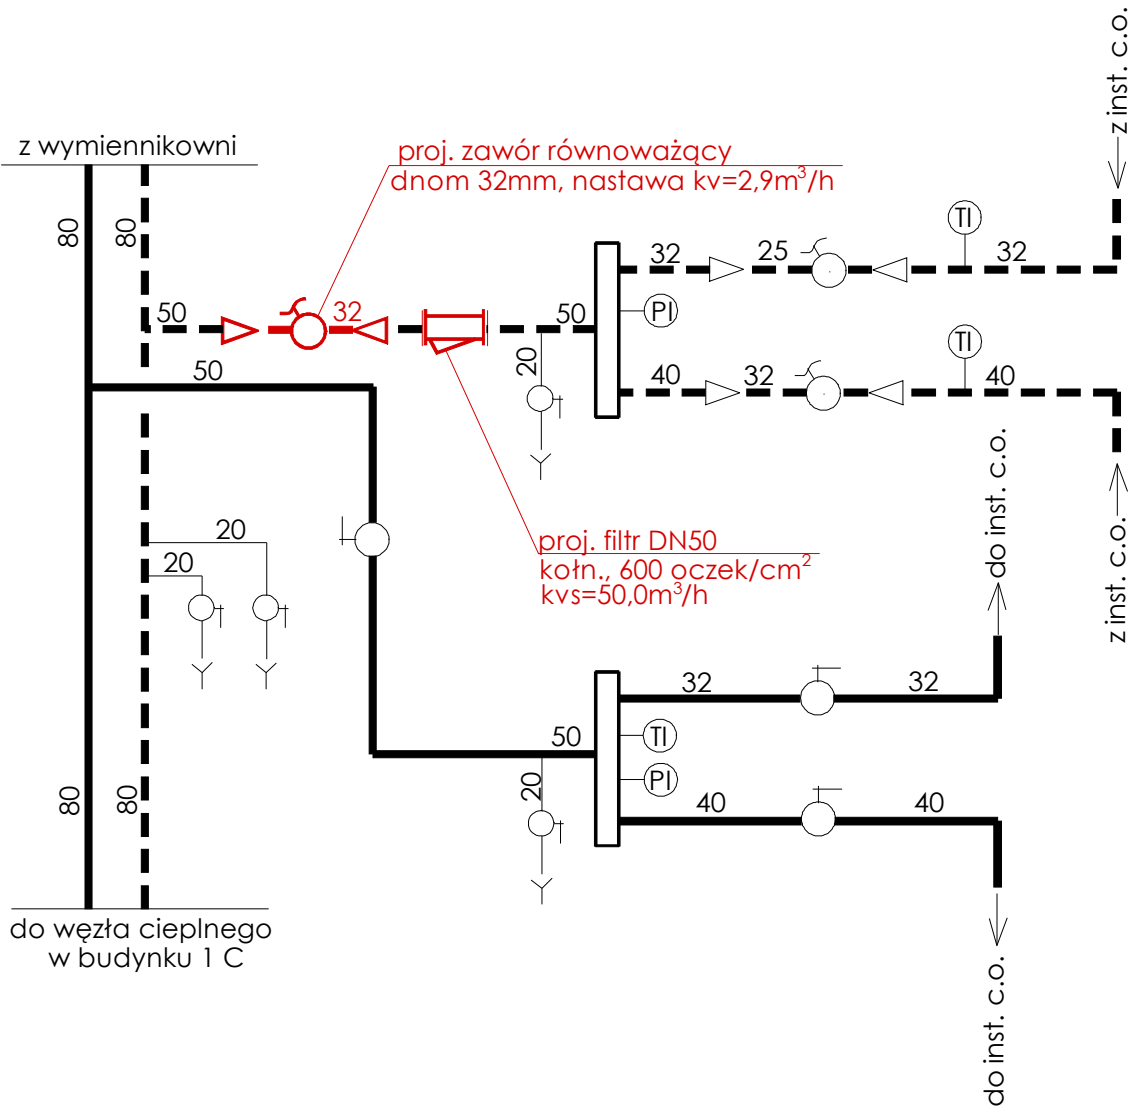 z wymiennikowni
proj. zawór równoważący
dnom 32mm, nastawa kv=2,9m³/h
z inst. c.o.
80
80
TI
32
25
32
50
32
50
PI
TI
20
50
40
32
40
do inst. c.o.
z inst. c.o.
20
20
proj. filtr DN50
kołn., 600 oczek/cm²
kvs=50,0m³/h
32
32
50
TI
PI
20
80
80
40
40
do węzła cieplnego
w budynku 1 C
do inst. c.o.